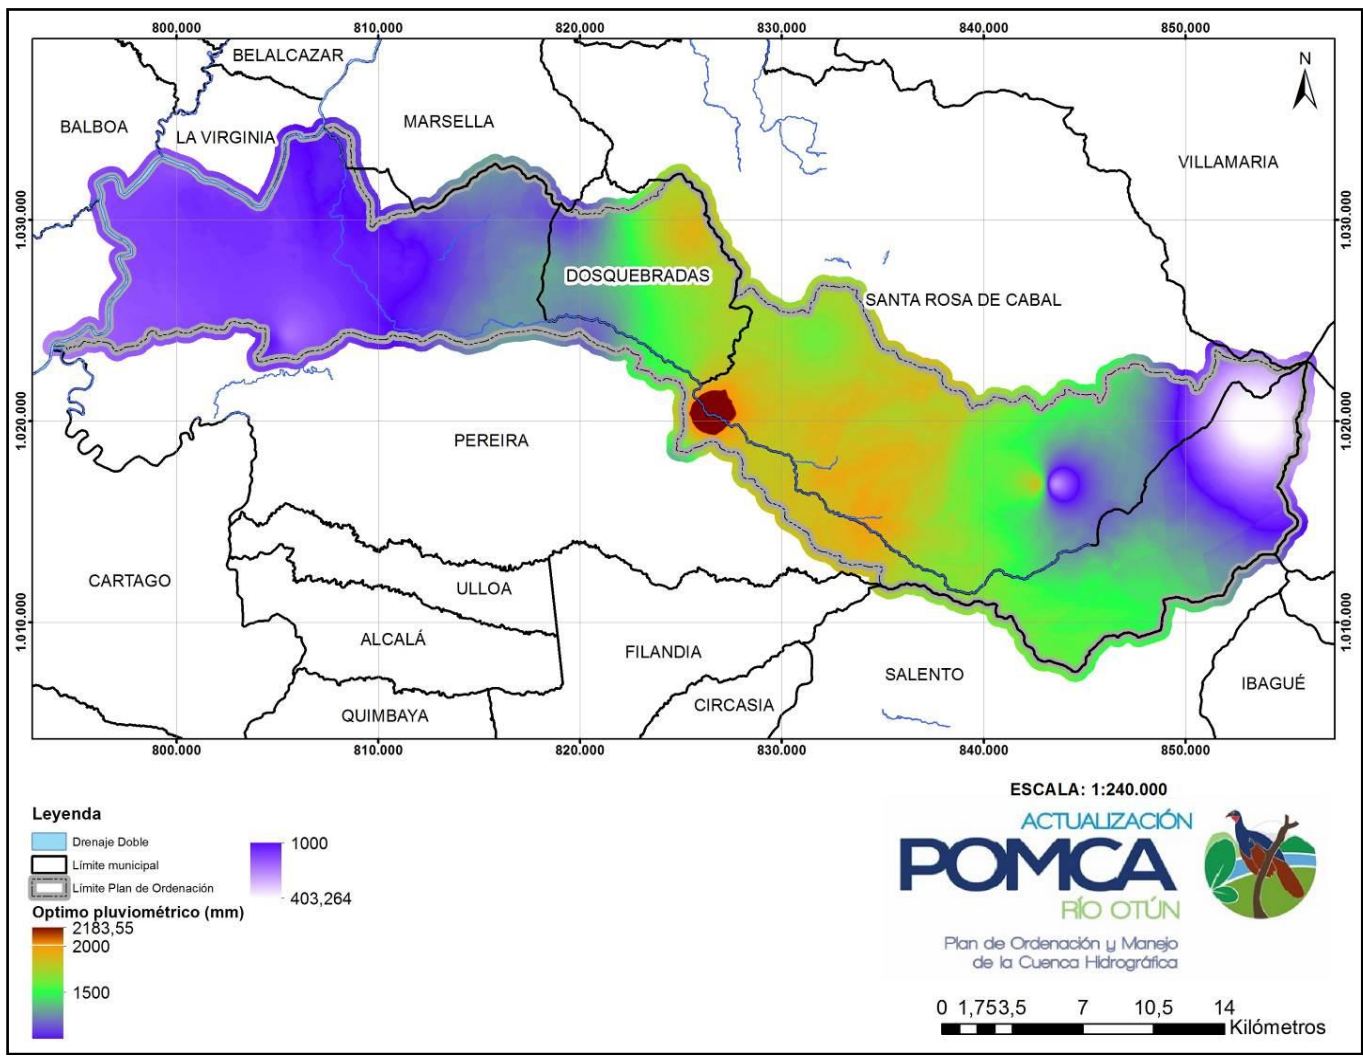 800.000 810.000 820.000 830.000 840.000 850.000
BELALCAZAR
N
BALBOA
LA VIRGINIA
MARSELLA
VILLAMARIA
1.030.000
1.030.000
DOSQUEBRADAS
SANTA ROSA DE CABAL
1.020.000
1.020.000
PEREIRA
CARTAGO
ULLOA
1.010.000
1.010.000
ALCALÁ
FILANDIA
SALENTO
IBAGUÉ
CIRCASIA
QUIMBAYA
800.000 810.000 820.000 830.000 840.000 850.000
Leyenda
Drenaje Doble
Límite municipal
Límite Plan de Ordenación
Optimo pluviométrico (mm)
2183,55
2000
1500
1000
403,264
ESCALA: 1:240.000
ACTUALIZACIÓN
POMCA
RÍO OTÚN
Plan de Ordenación y Manejo
de la Cuenca Hidrográfica
0 1,75 3,5 7 10,5 14
Kilómetros